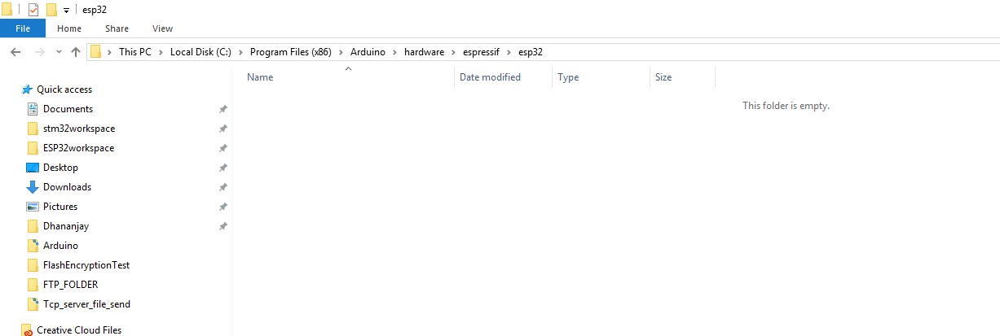 esp32
File Home Share View
This PC Local Disk (C:) Program Files (x86) Arduino hardware espressif esp32
Name Date modified Type Size
This folder is empty.
Quick access
Documents
stm32workspace
ESP32workspace
Desktop
Downloads
Pictures
Dhananjay
Arduino
FlashEncryptionTest
FTP_FOLDER
Tcp_server_file_send
Creative Cloud Files